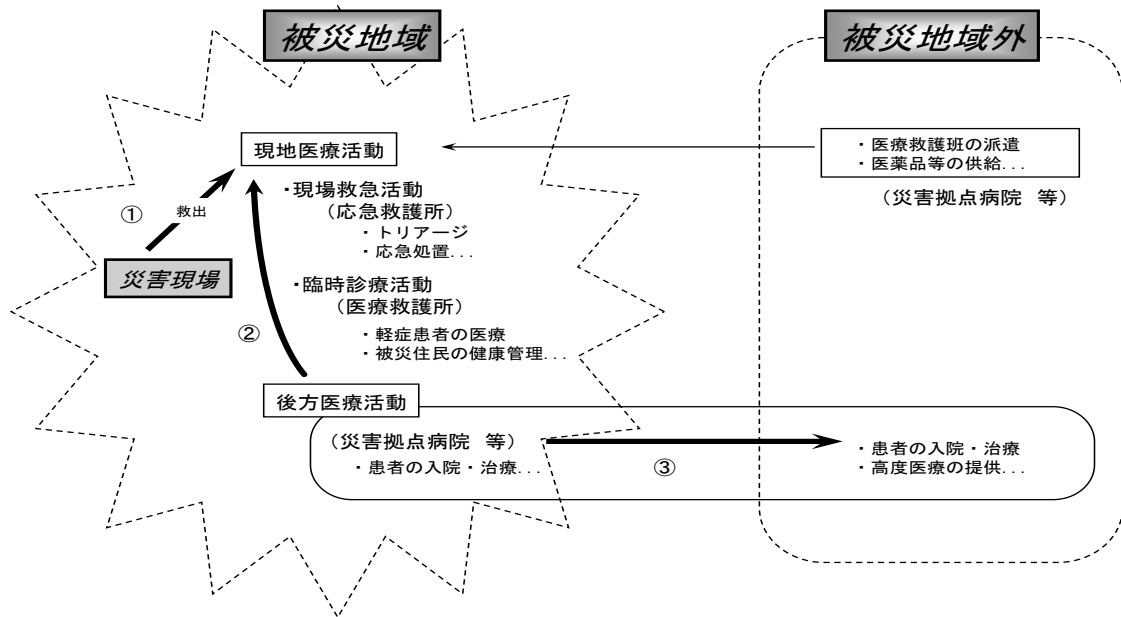 被災地域
被災地域外
現地医療活動
・医療救護班の派遣
・医薬品等の供給...
(災害拠点病院 等)
①
救出
・現場救急活動
(応急救護所)
・トリアージ
・応急処置...
災害現場
・臨時診療活動
(医療救護所)
②
・軽症患者の医療
・被災住民の健康管理...
後方医療活動
(災害拠点病院 等)
・患者の入院・治療...
③
・患者の入院・治療
・高度医療の提供...